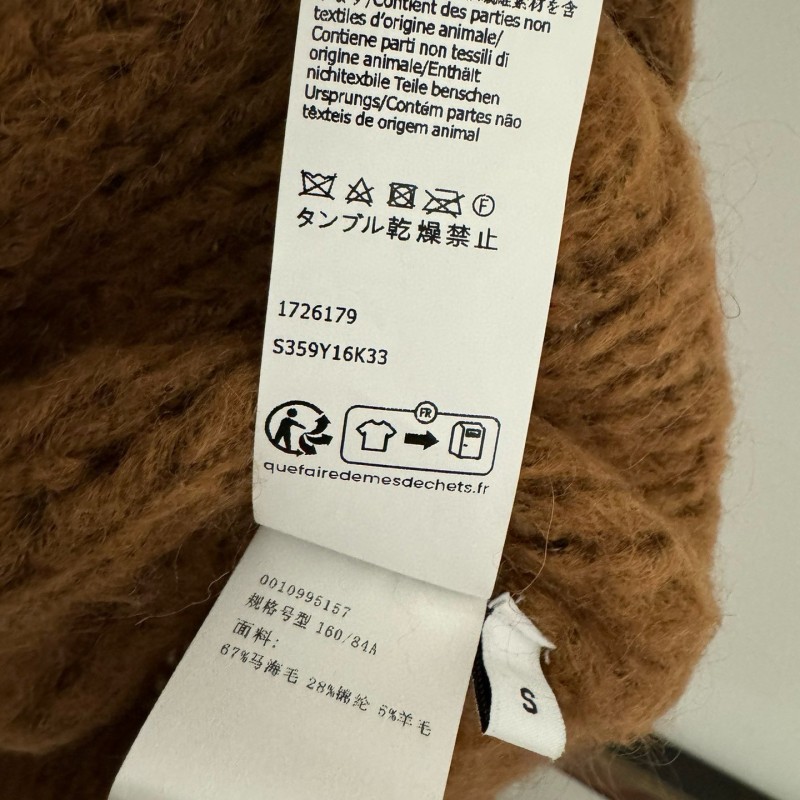 ます/Contient des parties non
textiles d'origine animale/
Contiene parti non tessili di
origine animale/Enthält
nichitexbile Teile benschen
Ursprungs/Contém partes não
têxteis de origem animal
F
タンブル乾燥禁止
1726179
S359Y16K33
FR
quefairedemesdechets.fr
0010995157
规格号型 160/84A
面料:
67%马海毛 28%锦纶 5%羊毛
S